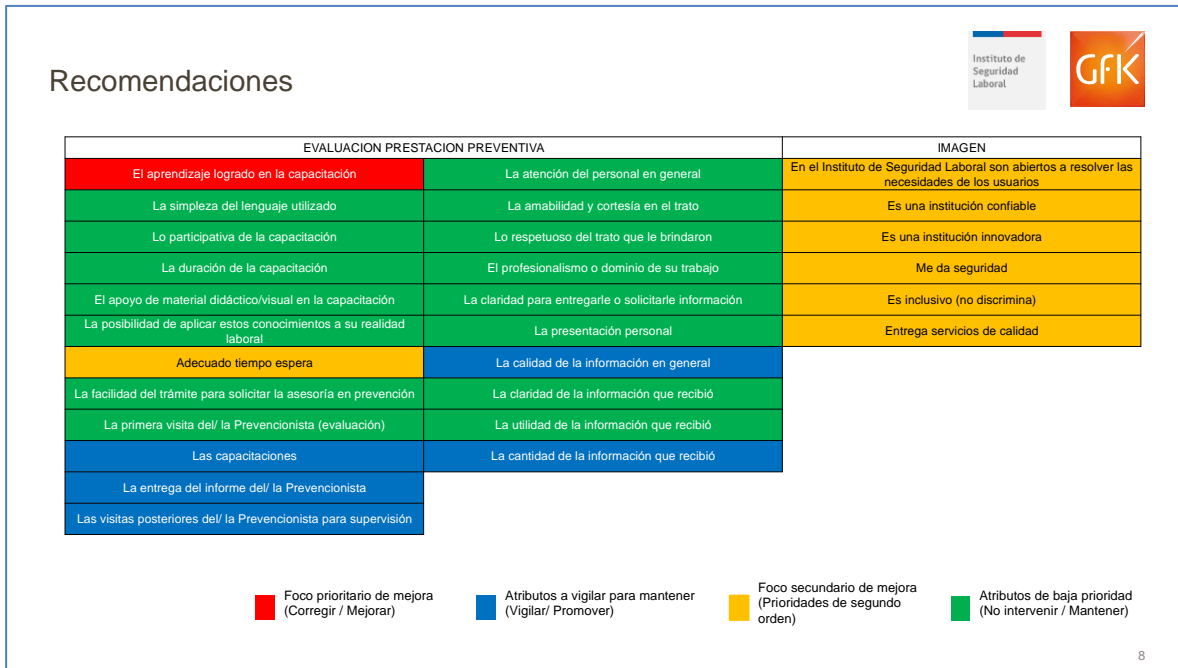 Recomendaciones
Instituto de
Seguridad
Laboral
GfK
EVALUACION PRESTACION PREVENTIVA
IMAGEN
El aprendizaje logrado en la capacitación
La atención del personal en general
En el Instituto de Seguridad Laboral son abiertos a resolver las
necesidades de los usuarios
La simpleza del lenguaje utilizado
La amabilidad y cortesía en el trato
Es una institución confiable
Lo participativa de la capacitación
Lo respetuoso del trato que le brindaron
Es una institución innovadora
La duración de la capacitación
El profesionalismo o dominio de su trabajo
Me da seguridad
El apoyo de material didáctico/visual en la capacitación
La claridad para entregarle o solicitarle información
Es inclusivo (no discrimina)
La posibilidad de aplicar estos conocimientos a su realidad
laboral
La presentación personal
Entrega servicios de calidad
Adecuado tiempo espera
La calidad de la información en general
La facilidad del trámite para solicitar la asesoría en prevención
La claridad de la información que recibió
La primera visita del/ la Prevencionista (evaluación)
La utilidad de la información que recibió
Las capacitaciones
La cantidad de la información que recibió
La entrega del informe del/ la Prevencionista
Las visitas posteriores del/ la Prevencionista para supervisión
Foco prioritario de mejora
(Corregir / Mejorar)
Atributos a vigilar para mantener
(Vigilar/ Promover)
Foco secundario de mejora
(Prioridades de segundo
orden)
Atributos de baja prioridad
(No intervenir / Mantener)
8